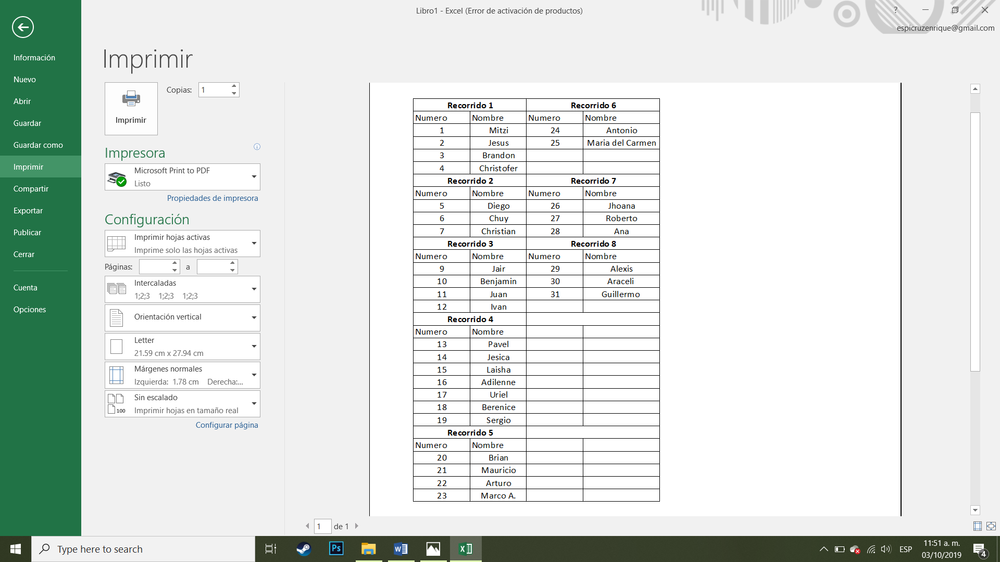 Libro1 - Excel (Error de activación de productos)
?
espicruzenrique@gmail.com
Información
Nuevo
Abrir
Guardar
Guardar como
Imprimir
Compartir
Exportar
Publicar
Cerrar
Cuenta
Opciones
Imprimir
Imprimir
Copias: 1
Impresora
Microsoft Print to PDF
Listo
Propiedades de impresora
Configuración
Imprimir hojas activas
Imprime solo las hojas activas
Páginas: a
Intercaladas
1;2;3 1;2;3 1;2;3
Orientación vertical
Letter
21.59 cm x 27.94 cm
Márgenes normales
Izquierda: 1.78 cm Derecha:...
Sin escalado
100 Imprimir hojas en tamaño real
Configurar página
Recorrido 1 Recorrido 6
Numero Nombre Numero Nombre
1 Mitzi 24 Antonio
2 Jesus 25 Maria del Carmen
3 Brandon
4 Christofer
Recorrido 2 Recorrido 7
Numero Nombre Numero Nombre
5 Diego 26 Jhoana
6 Chuy 27 Roberto
7 Christian 28 Ana
Recorrido 3 Recorrido 8
Numero Nombre Numero Nombre
9 Jair 29 Alexis
10 Benjamin 30 Araceli
11 Juan 31 Guillermo
12 Ivan
Recorrido 4
Numero Nombre
13 Pavel
14 Jesica
15 Laisha
16 Adilenne
17 Uriel
18 Berenice
19 Sergio
Recorrido 5
Numero Nombre
20 Brian
21 Mauricio
22 Arturo
23 Marco A.
1 de 1
Type here to search
Ps
W
X
ESP
11:51 a. m.
03/10/2019
4